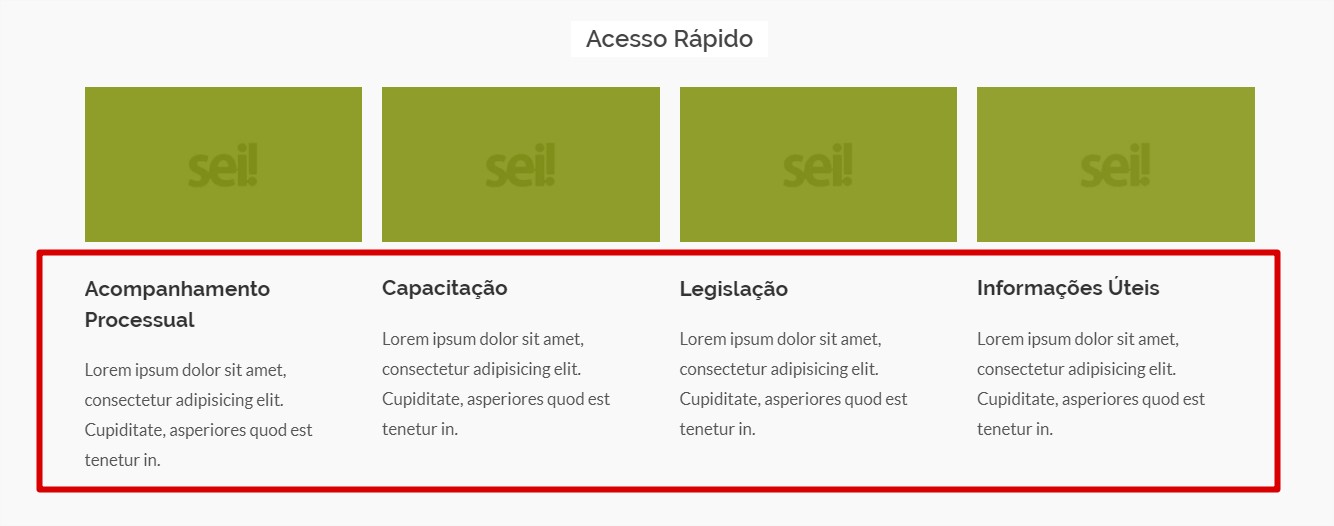 Acesso Rápido
sei!
sei!
sei!
sei!
Acompanhamento
Processual
Lorem ipsum dolor sit amet,
consectetur adipisicing elit.
Cupiditate, asperiores quod est
tenetur in.
Capacitação
Lorem ipsum dolor sit amet,
consectetur adipisicing elit.
Cupiditate, asperiores quod est
tenetur in.
Legislação
Lorem ipsum dolor sit amet,
consectetur adipisicing elit.
Cupiditate, asperiores quod est
tenetur in.
Informações Úteis
Lorem ipsum dolor sit amet,
consectetur adipisicing elit.
Cupiditate, asperiores quod est
tenetur in.